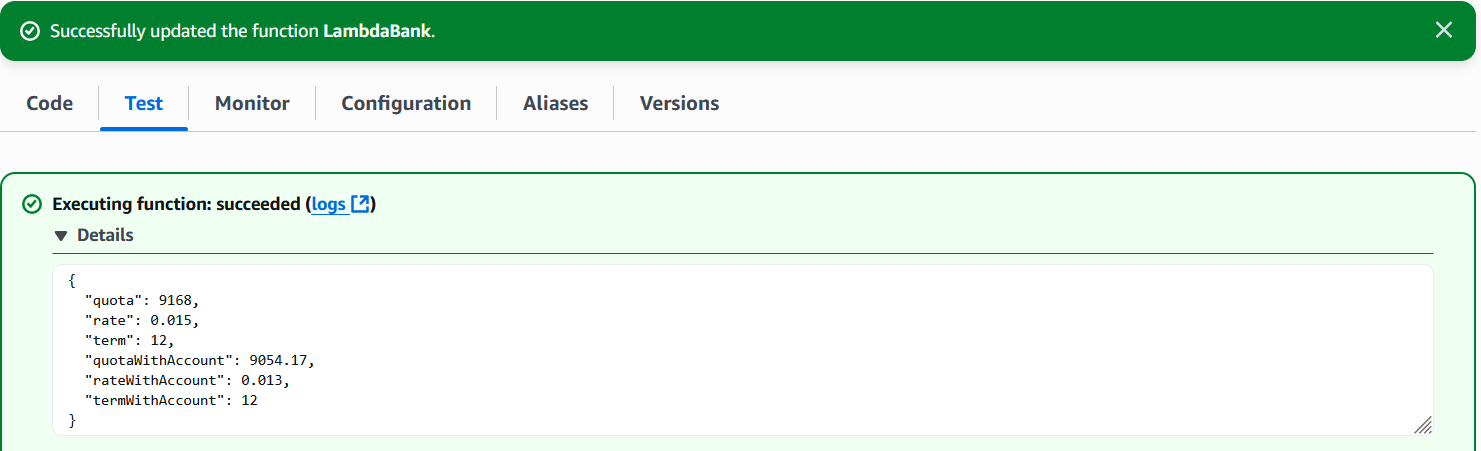 Successfully updated the function LambdaBank.
Code Test Monitor Configuration Aliases Versions
Executing function: succeeded (logs)
Details
{
"quota": 9168,
"rate": 0.015,
"term": 12,
"quotaWithAccount": 9054.17,
"rateWithAccount": 0.013,
"termWithAccount": 12
}